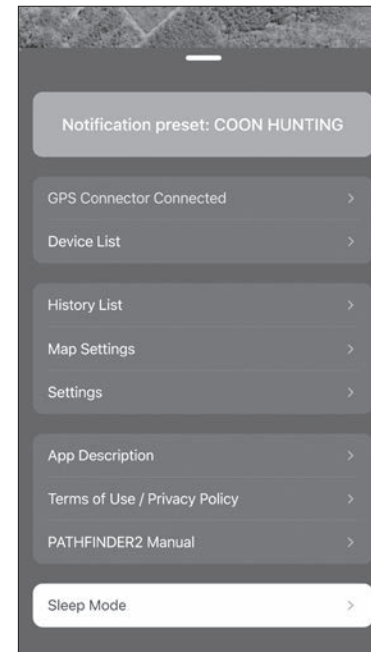 Notification preset: COON HUNTING
GPS Connector Connected
Device List
History List
Map Settings
Settings
App Description
Terms of Use / Privacy Policy
PATHFINDER2 Manual
Sleep Mode